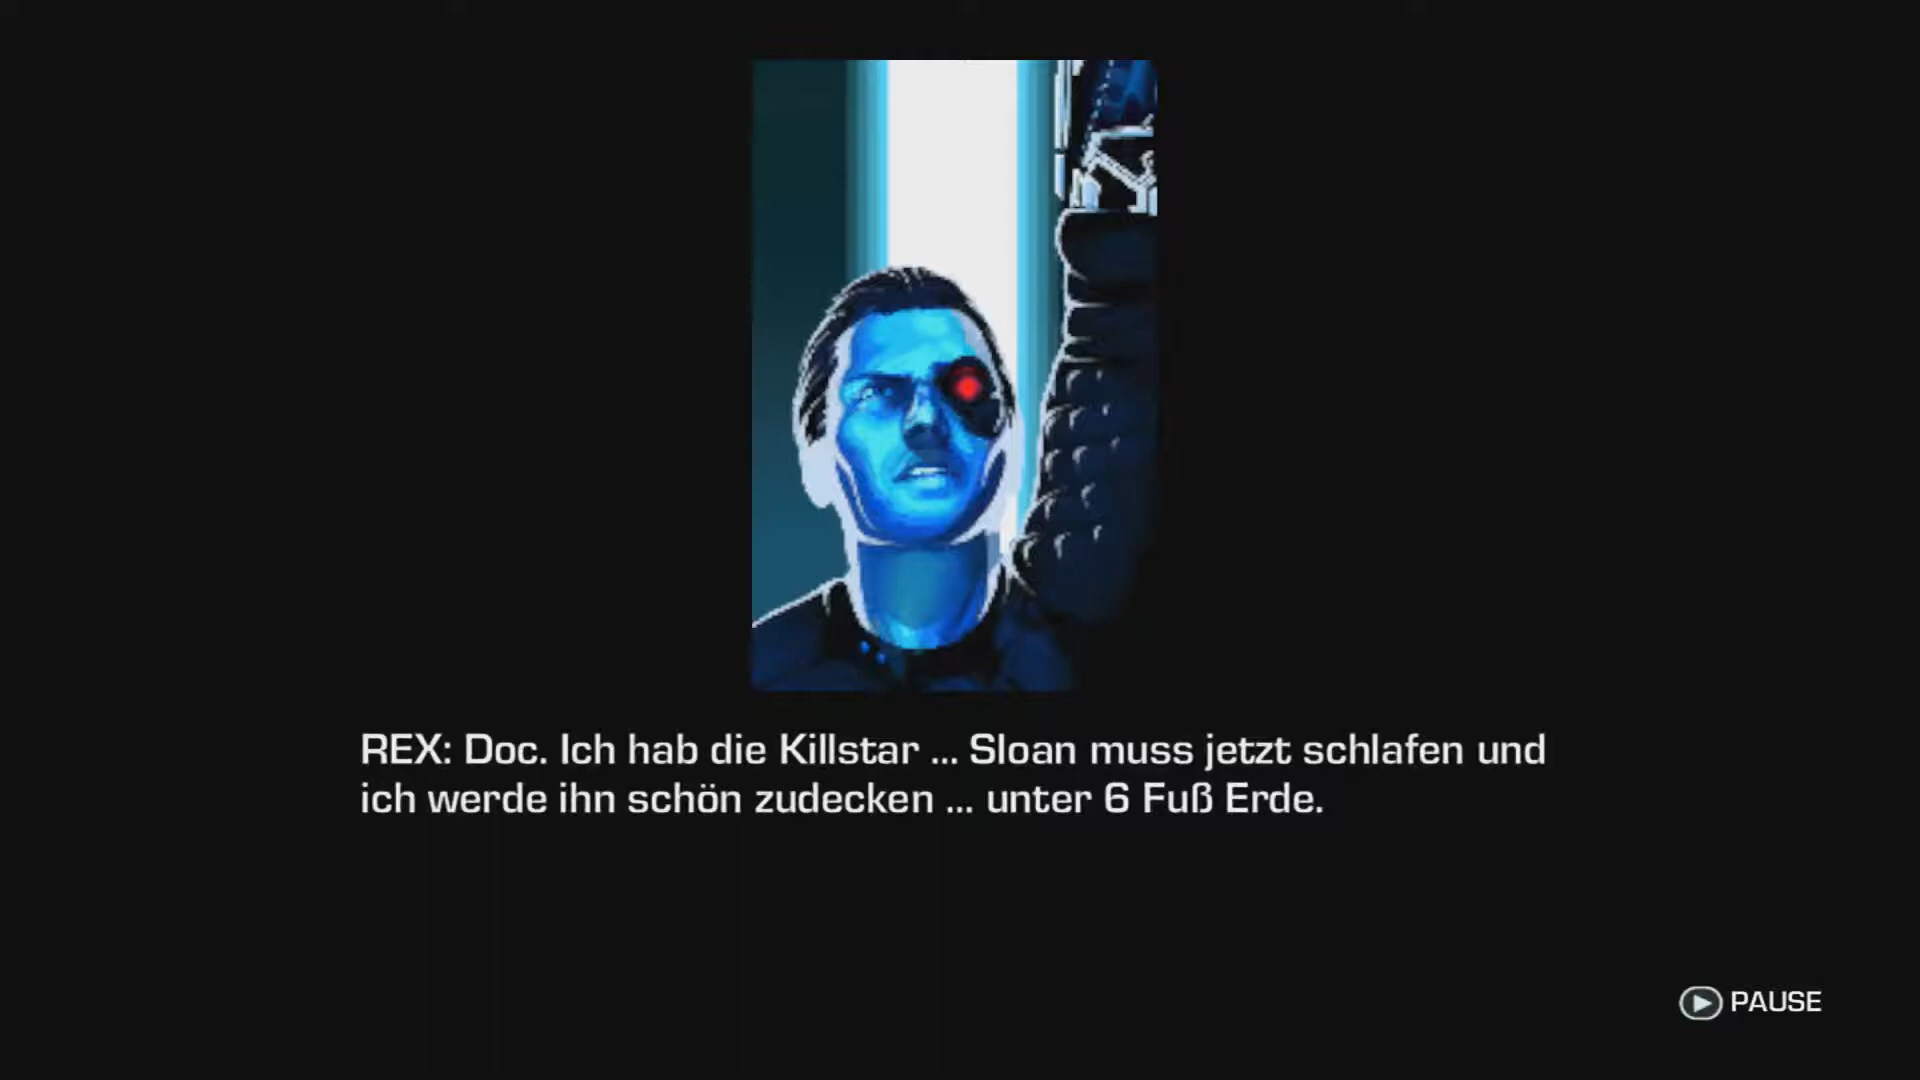 REX: Doc. Ich hab die Killstar ... Sloan muss jetzt schlafen und
ich werde ihn schön zudecken ... unter 6 Fuß Erde.
PAUSE